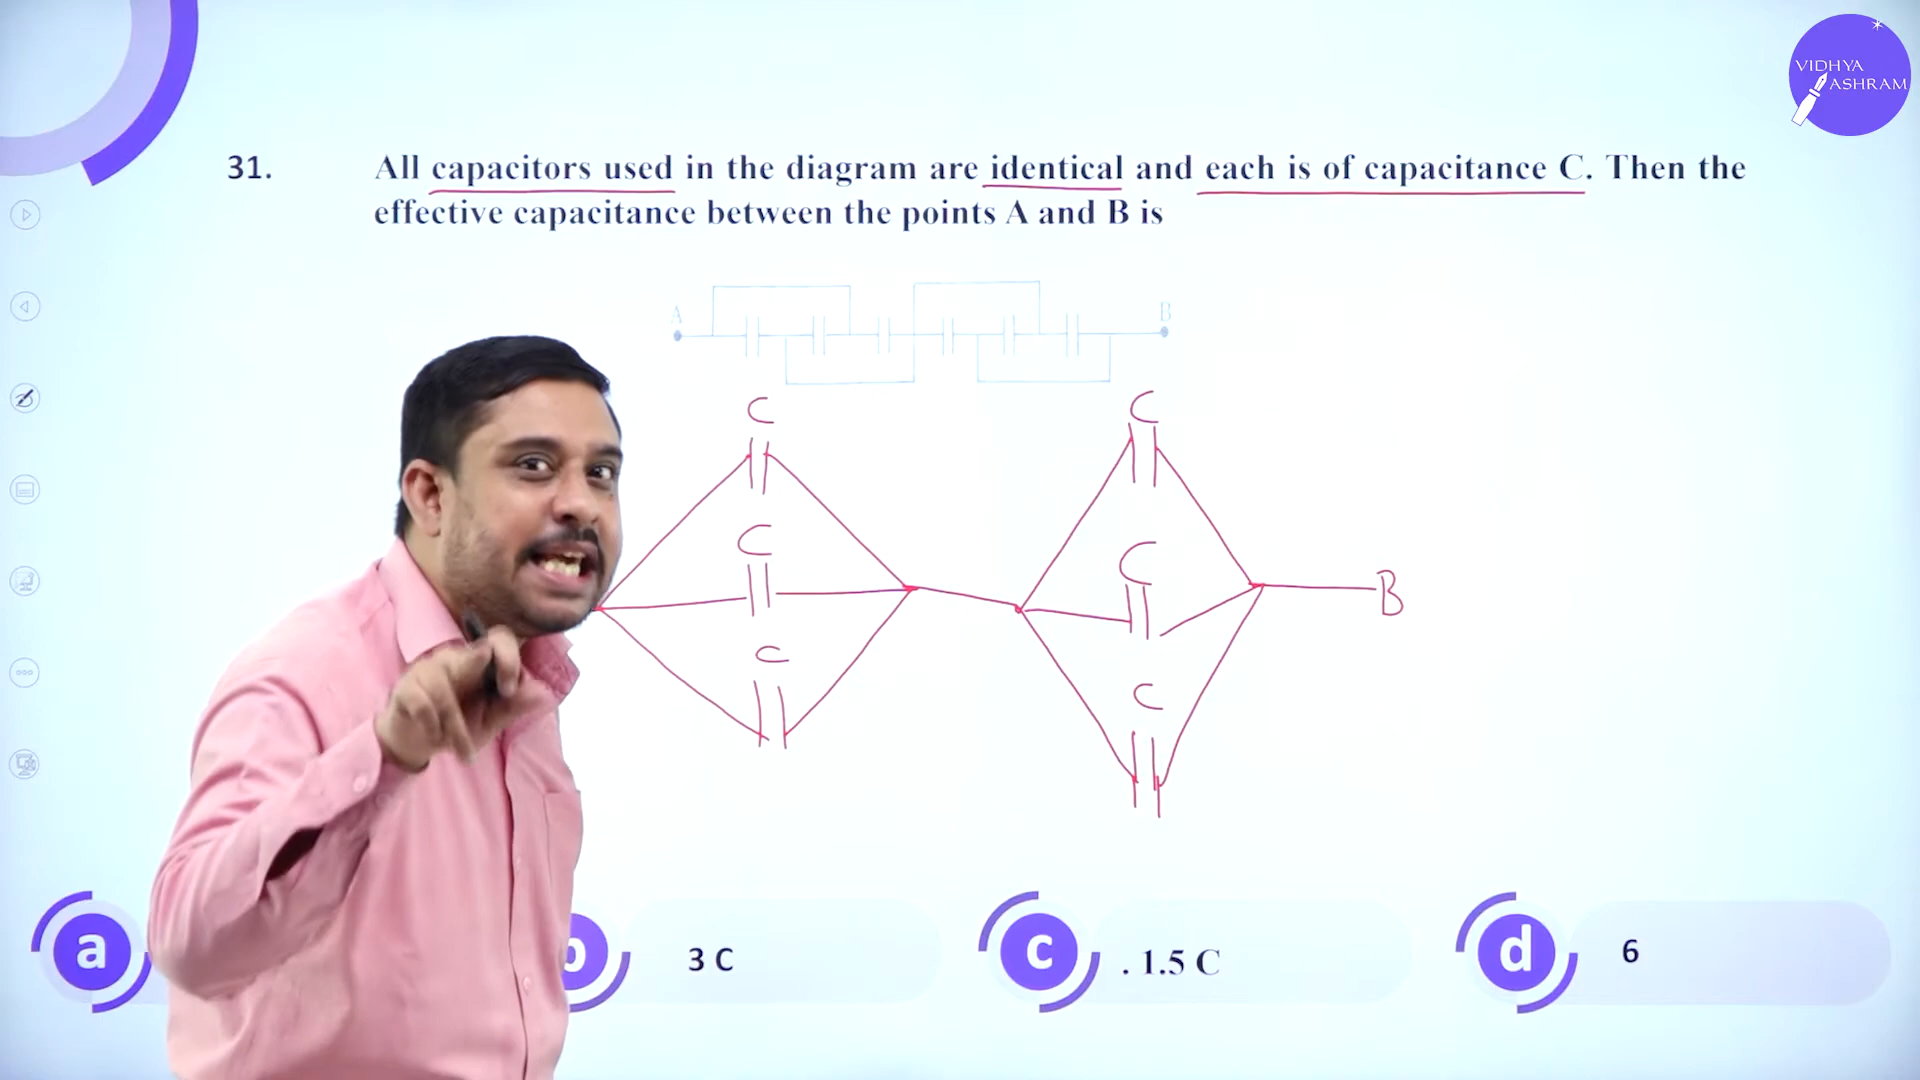 VIDHYA
ASHRAM
31. All capacitors used in the diagram are identical and each is of capacitance C. Then the
effective capacitance between the points A and B is
A B
C C
C C
B
C C
a
b 3 C
c . 1.5 C
d 6